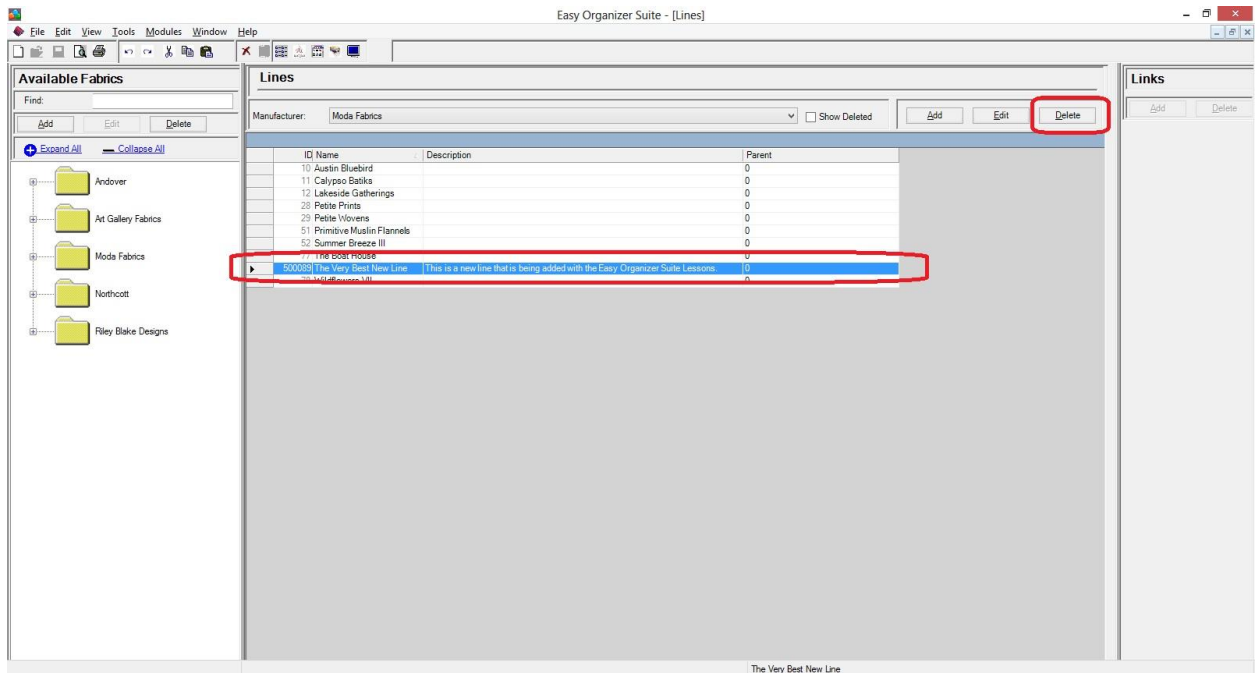 Easy Organizer Suite - [Lines]
File Edit View Tools Modules Window Help
Available Fabrics
Find:
Add Edit Delete
Expand All Collapse All
Andover
Art Gallery Fabrics
Moda Fabrics
Northcott
Riley Blake Designs
Lines
Manufacturer: Moda Fabrics Show Deleted Add Edit Delete
ID Name Description Parent
10 Austin Bluebird 0
11 Calypso Batiks 0
12 Lakeside Gatherings 0
28 Petite Prints 0
29 Petite Wovens 0
51 Primitive Muslin Flannels 0
52 Summer Breeze III 0
77 The Boat House 0
500089 The Very Best New Line This is a new line that is being added with the Easy Organizer Suite Lessons. 0
Wildflowers VII 0
Links
Add Delete
The Very Best New Line